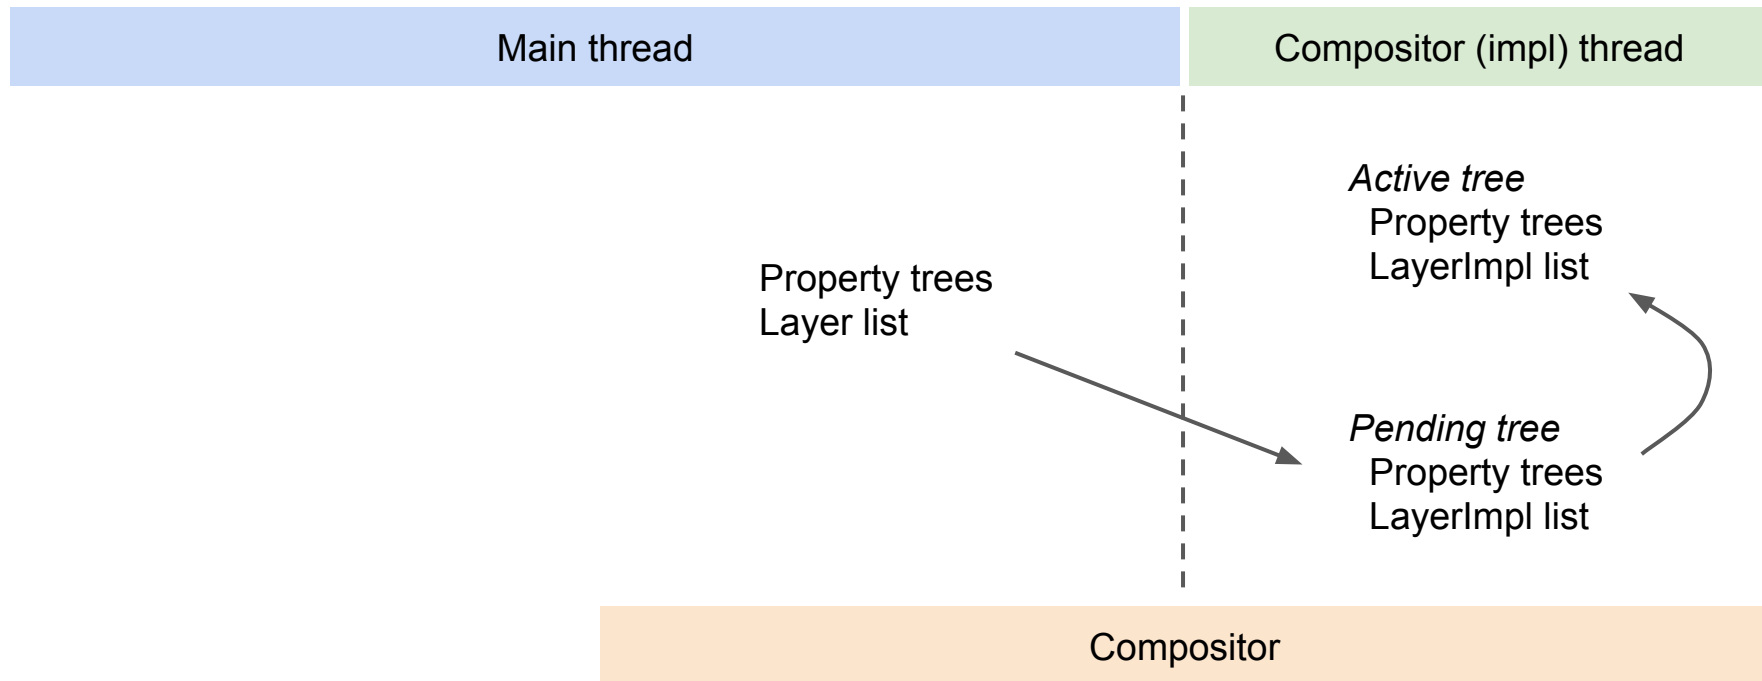 Main thread
Compositor (impl) thread
Active tree
Property trees
LayerImpl list
Property trees
Layer list
Pending tree
Property trees
LayerImpl list
Compositor